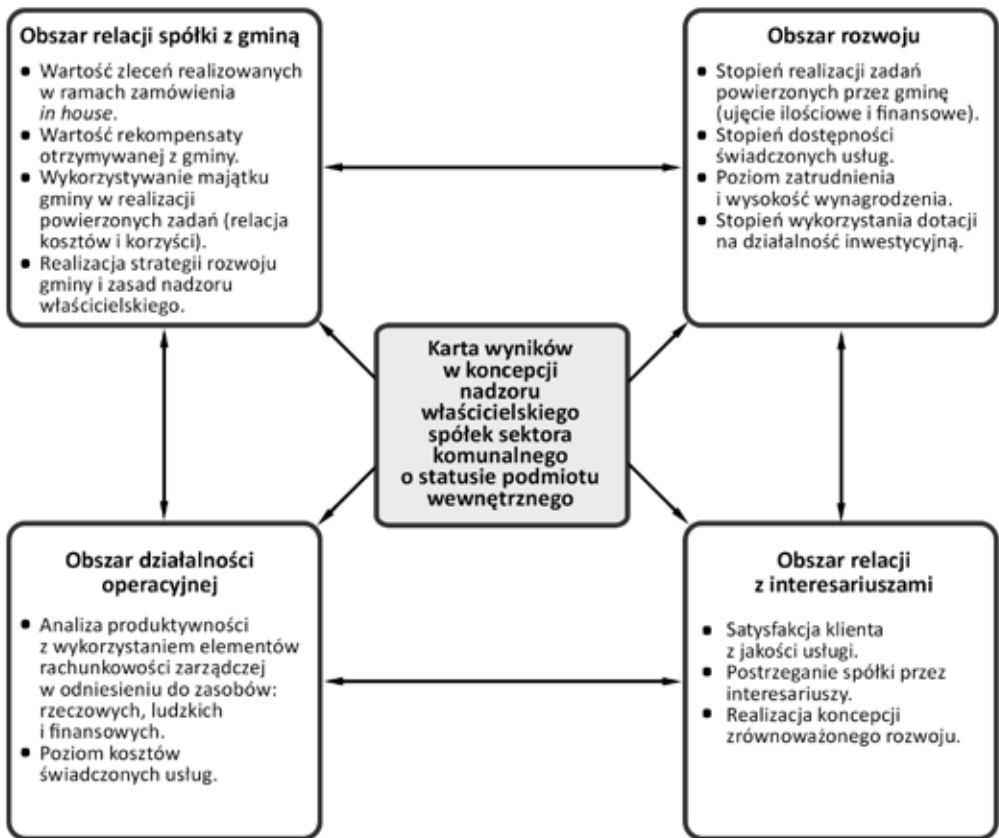 Obszar relacji spółki z gminą
• Wartość zleceń realizowanych
w ramach zamówienia
in house.
• Wartość rekompensaty
otrzymywanej z gminy.
• Wykorzystywanie majątku
gminy w realizacji
powierzonych zadań (relacja
kosztów i korzyści).
• Realizacja strategii rozwoju
gminy i zasad nadzoru
właścicielskiego.
Obszar rozwoju
• Stopień realizacji zadań
powierzonych przez gminę
(ujęcie ilościowe i finansowe).
• Stopień dostępności
świadczonych usług.
• Poziom zatrudnienia
i wysokość wynagrodzenia.
• Stopień wykorzystania dotacji
na działalność inwestycyjną.
Karta wyników
w koncepcji
nadzoru
właścicielskiego
spółek sektora
komunalnego
o statusie podmiotu
wewnętrznego
Obszar działalności
operacyjnej
• Analiza produktywności
z wykorzystaniem elementów
rachunkowości zarządczej
w odniesieniu do zasobów:
rzeczowych, ludzkich
i finansowych.
• Poziom kosztów
świadczonych usług.
Obszar relacji
z interesariuszami
• Satysfakcja klienta
z jakości usługi.
• Postrzeganie spółki przez
interesariuszy.
• Realizacja koncepcji
zrównoważonego rozwoju.